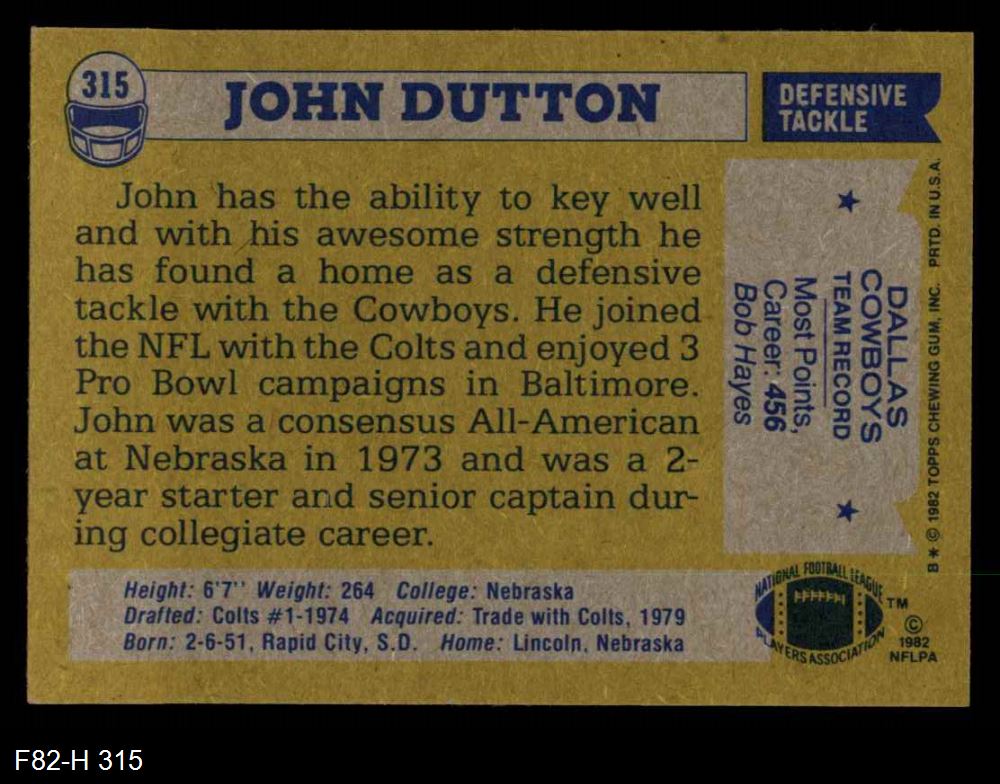 315
JOHN DUTTON
DEFENSIVE
TACKLE
John has the ability to key well
and with his awesome strength he
has found a home as a defensive
tackle with the Cowboys. He joined
the NFL with the Colts and enjoyed 3
Pro Bowl campaigns in Baltimore.
John was a consensus All-American
at Nebraska in 1973 and was a 2-
year starter and senior captain dur-
ing collegiate career.
DALLAS
COWBOYS
TEAM RECORD
Most Points,
Career: 456
Bob Hayes
B * © 1982 TOPPS CHEWING GUM, INC. PRTD. IN U.S.A.
Height: 6'7" Weight: 264 College: Nebraska
Drafted: Colts #1-1974 Acquired: Trade with Colts, 1979
Born: 2-6-51, Rapid City, S.D. Home: Lincoln, Nebraska
NATIONAL FOOTBALL LEAGUE
PLAYERS ASSOCIATION
TM
©
1982
NFLPA
F82-H 315